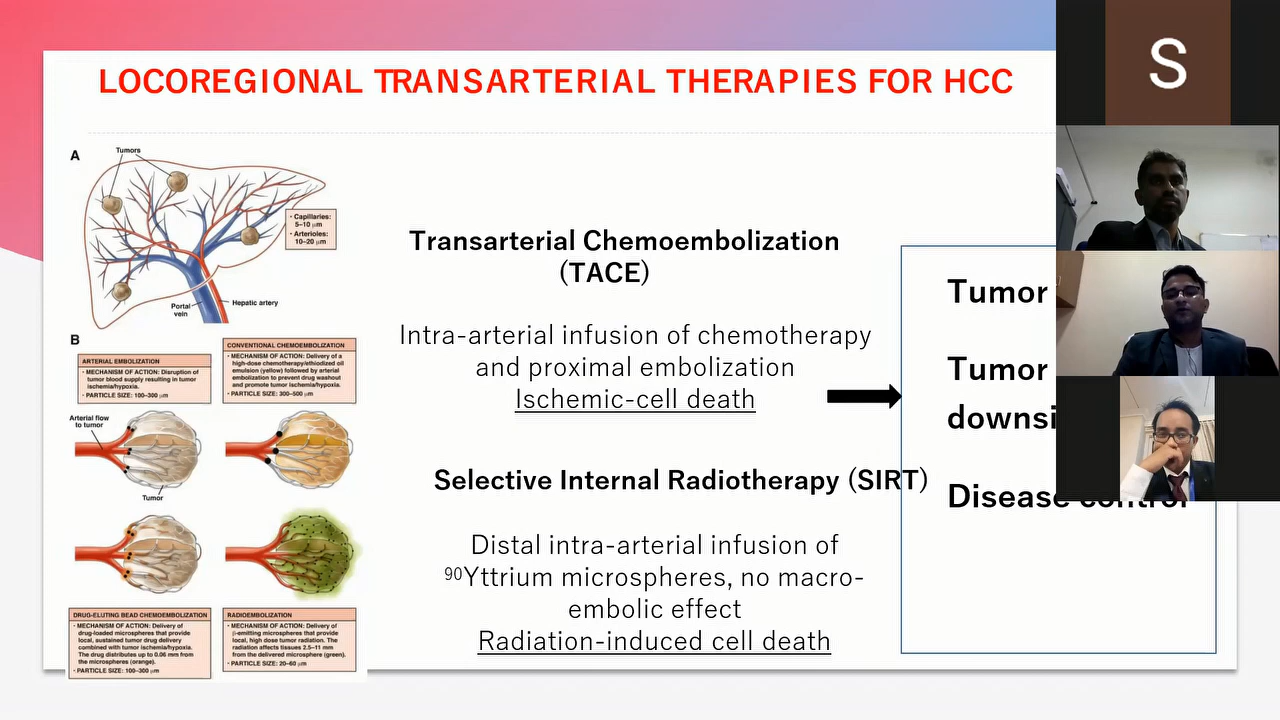 LOCOREGIONAL TRANSARTERIAL THERAPIES FOR HCC
S
A
Tumors
• Capillaries:
5–10 μm
• Arterioles:
10–20 μm
Portal
vein
Hepatic artery
B
ARTERIAL EMBOLIZATION
• MECHANISM OF ACTION: Disruption of
tumor blood supply resulting in tumor
ischemia/hypoxia.
• PARTICLE SIZE: 100–300 μm
CONVENTIONAL CHEMOEMBOLIZATION
• MECHANISM OF ACTION: Delivery of a
high-dose chemotherapy/ethiodized oil
emulsion (yellow) followed by arterial
embolization to prevent drug washout
and promote tumor ischemia/hypoxia.
• PARTICLE SIZE: 300–500 μm
Arterial flow
to tumor
Tumor
DRUG-ELUTING BEAD CHEMOEMBOLIZATION
• MECHANISM OF ACTION: Delivery of
drug-loaded microspheres that provide
local, sustained tumor drug delivery
combined with tumor ischemia/hypoxia.
The drug distributes up to 0.06 mm from
the microspheres (orange).
• PARTICLE SIZE: 100–300 μm
RADIOEMBOLIZATION
• MECHANISM OF ACTION: Delivery of
β-emitting microspheres that provide
local, high dose tumor radiation. The
radiation affects tissues 2.5–11 mm
from the delivered microsphere (green).
• PARTICLE SIZE: 20–60 μm
Transarterial Chemoembolization
(TACE)
Intra-arterial infusion of chemotherapy
and proximal embolization
Ischemic-cell death
Selective Internal Radiotherapy (SIRT)
Distal intra-arterial infusion of
⁹⁰Yttrium microspheres, no macro-
embolic effect
Radiation-induced cell death
Tumor
Tumor
downsi
Disease control